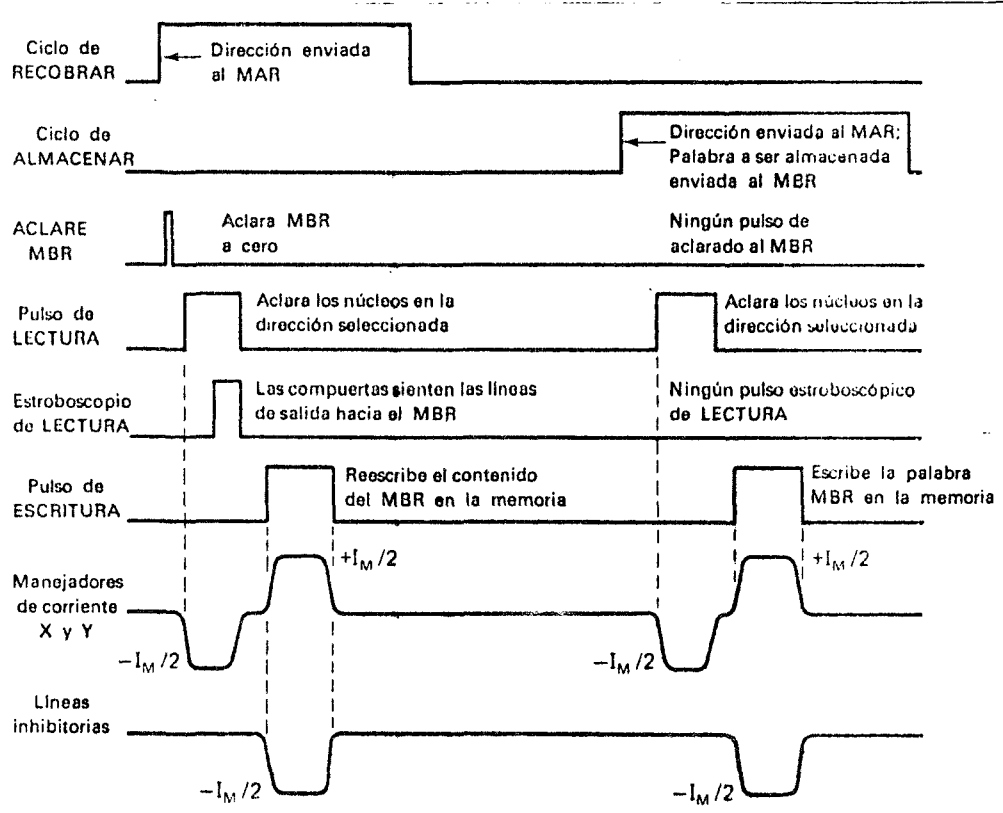 Ciclo de
RECOBRAR
Dirección enviada
al MAR
Ciclo de
ALMACENAR
Dirección enviada al MAR;
Palabra a ser almacenada
enviada al MBR
ACLARE
MBR
Aclara MBR
a cero
Ningún pulso de
aclarado al MBR
Pulso de
LECTURA
Aclara los núcleos en la
dirección seleccionada
Aclara los núcleos en la
dirección seleccionada
Estroboscopio
de LECTURA
Las compuertas sienten las líneas
de salida hacia el MBR
Ningún pulso estroboscópico
de LECTURA
Pulso de
ESCRITURA
Reescribe el contenido
del MBR en la memoria
Escribe la palabra
MBR en la memoria
Manejadores
de corriente
X y Y
+I_M/2
+I_M/2
−I_M/2
−I_M/2
Líneas
inhibitorias
−I_M/2
−I_M/2